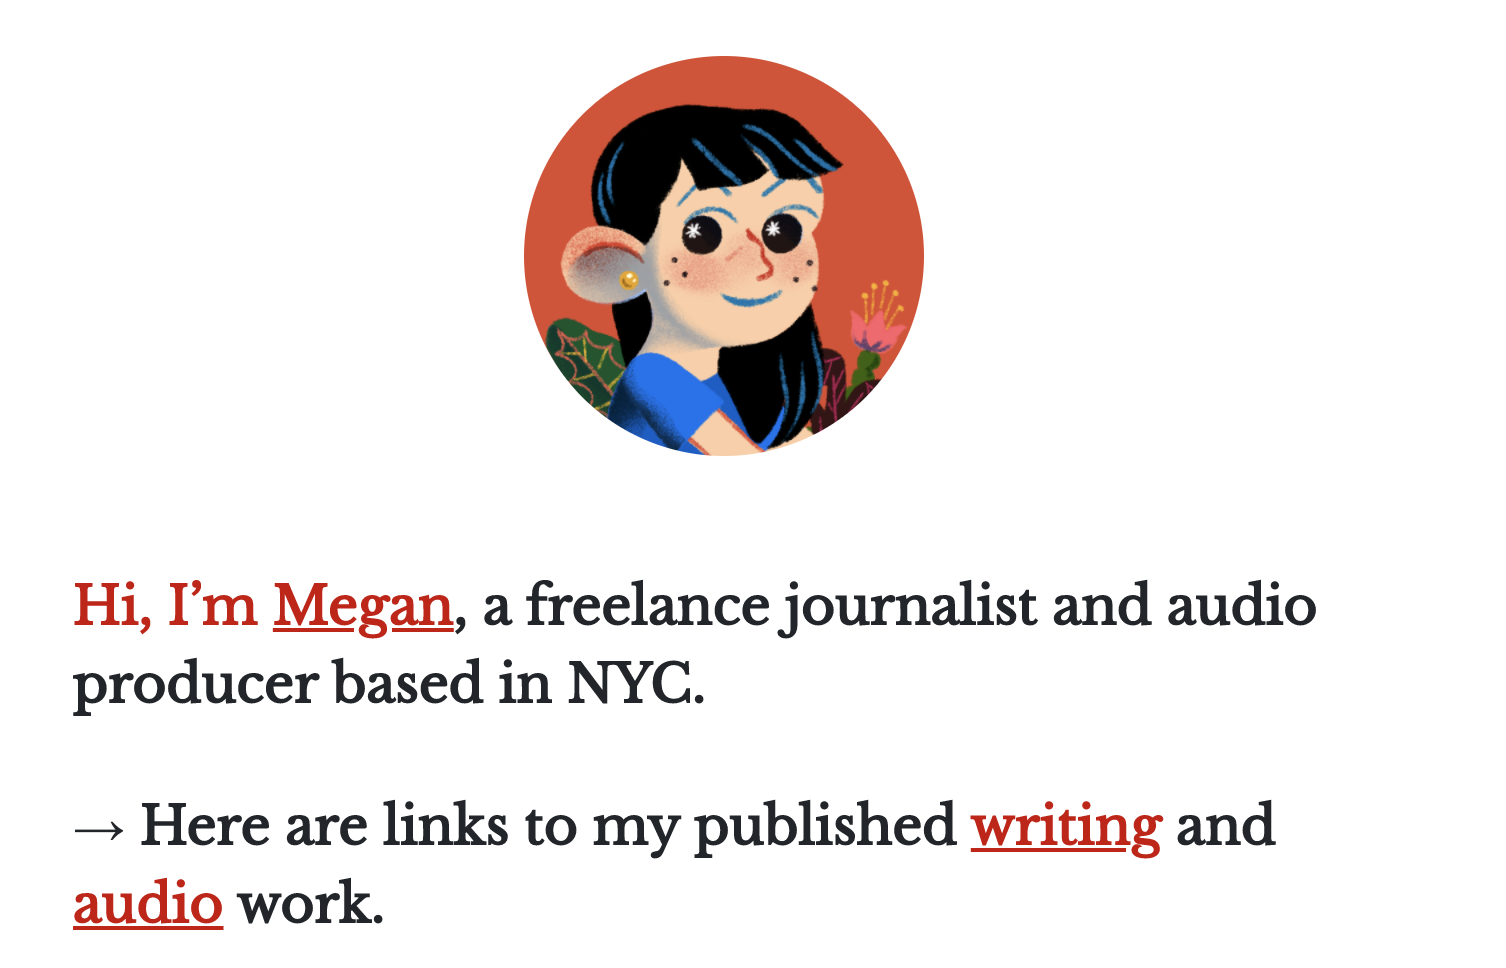 Hi, I’m Megan, a freelance journalist and audio
producer based in NYC.
→ Here are links to my published writing and
audio work.